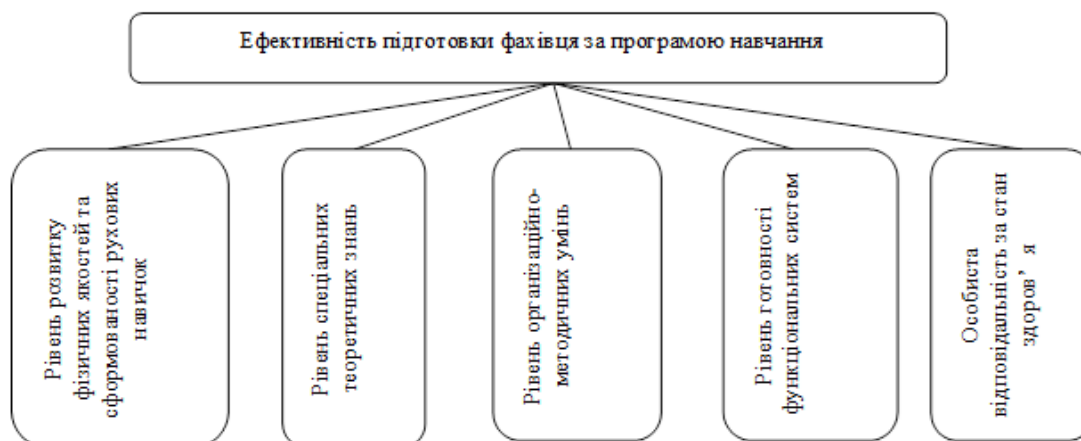 Ефективність підготовки фахівця за програмою навчання
Рівень розвитку
фізичних якостей та
сформованості рухових
навичок
Рівень спеціальних
теоретичних знань
Рівень організаційно-
методичних умінь
Рівень готовності
функціональних систем
Особиста
відповідальність за стан
здоров’я